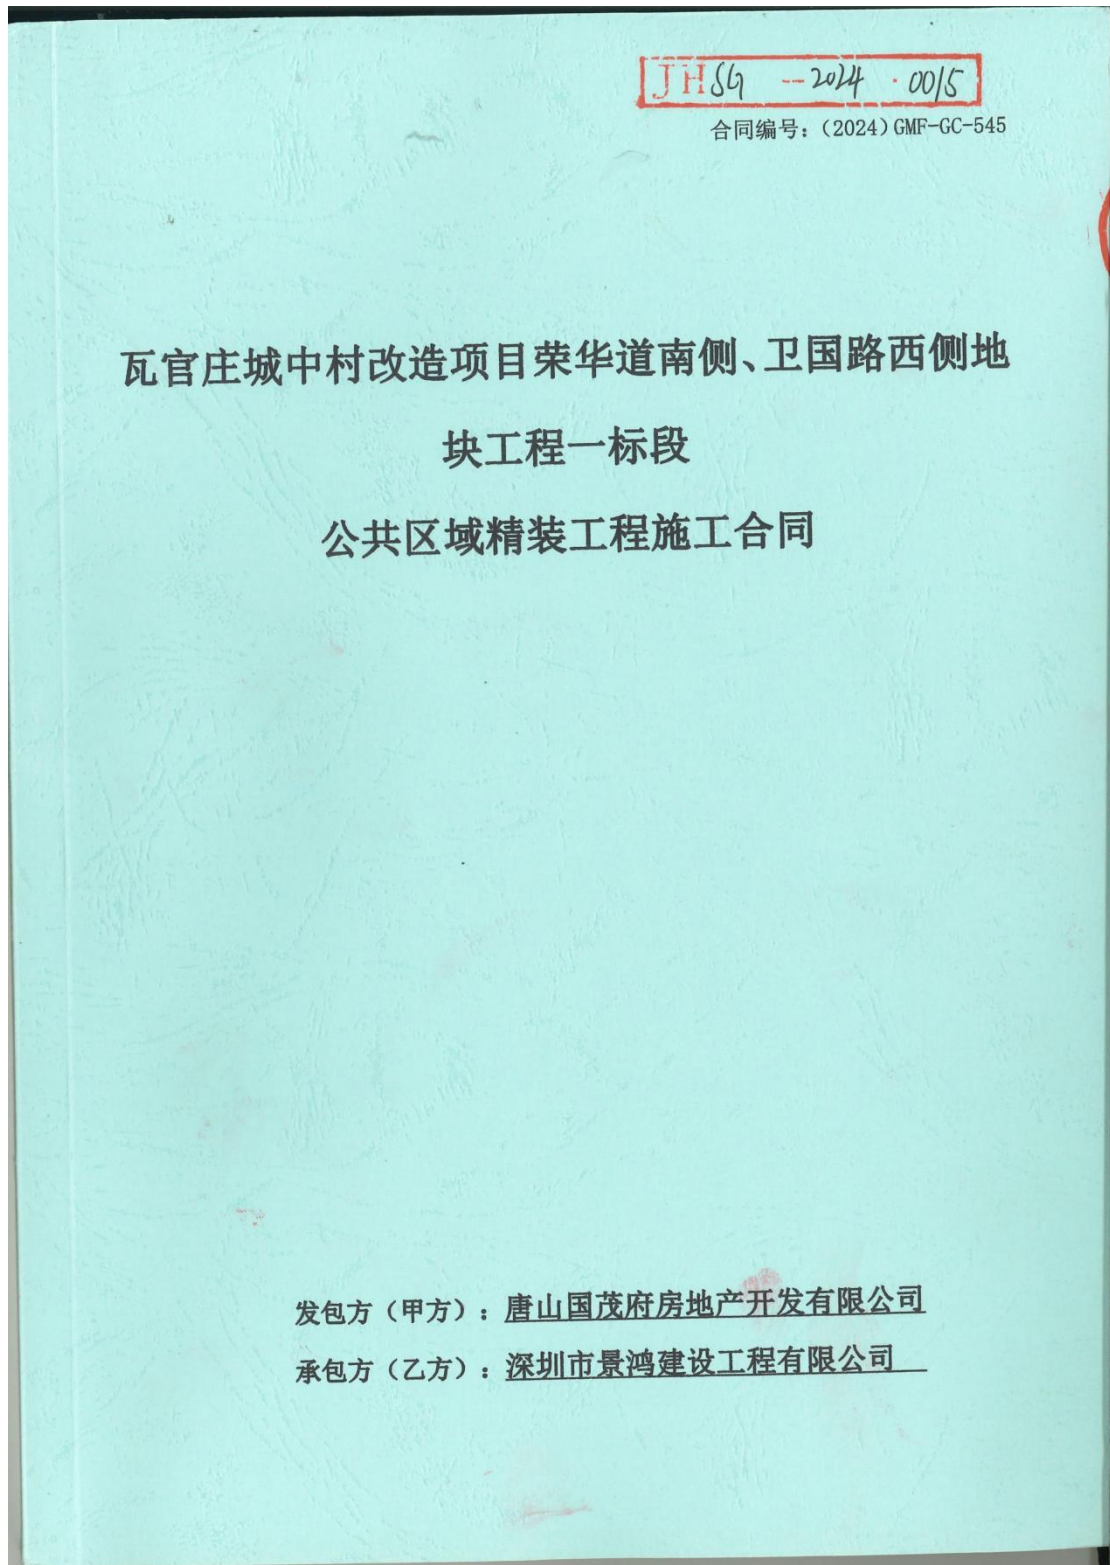 JHSG --2024 · 0015
合同编号：（2024）GMF-GC-545
瓦官庄城中村改造项目荣华道南侧、卫国路西侧地
块工程一标段
公共区域精装工程施工合同
发包方（甲方）：唐山国茂府房地产开发有限公司
承包方（乙方）：深圳市景鸿建设工程有限公司